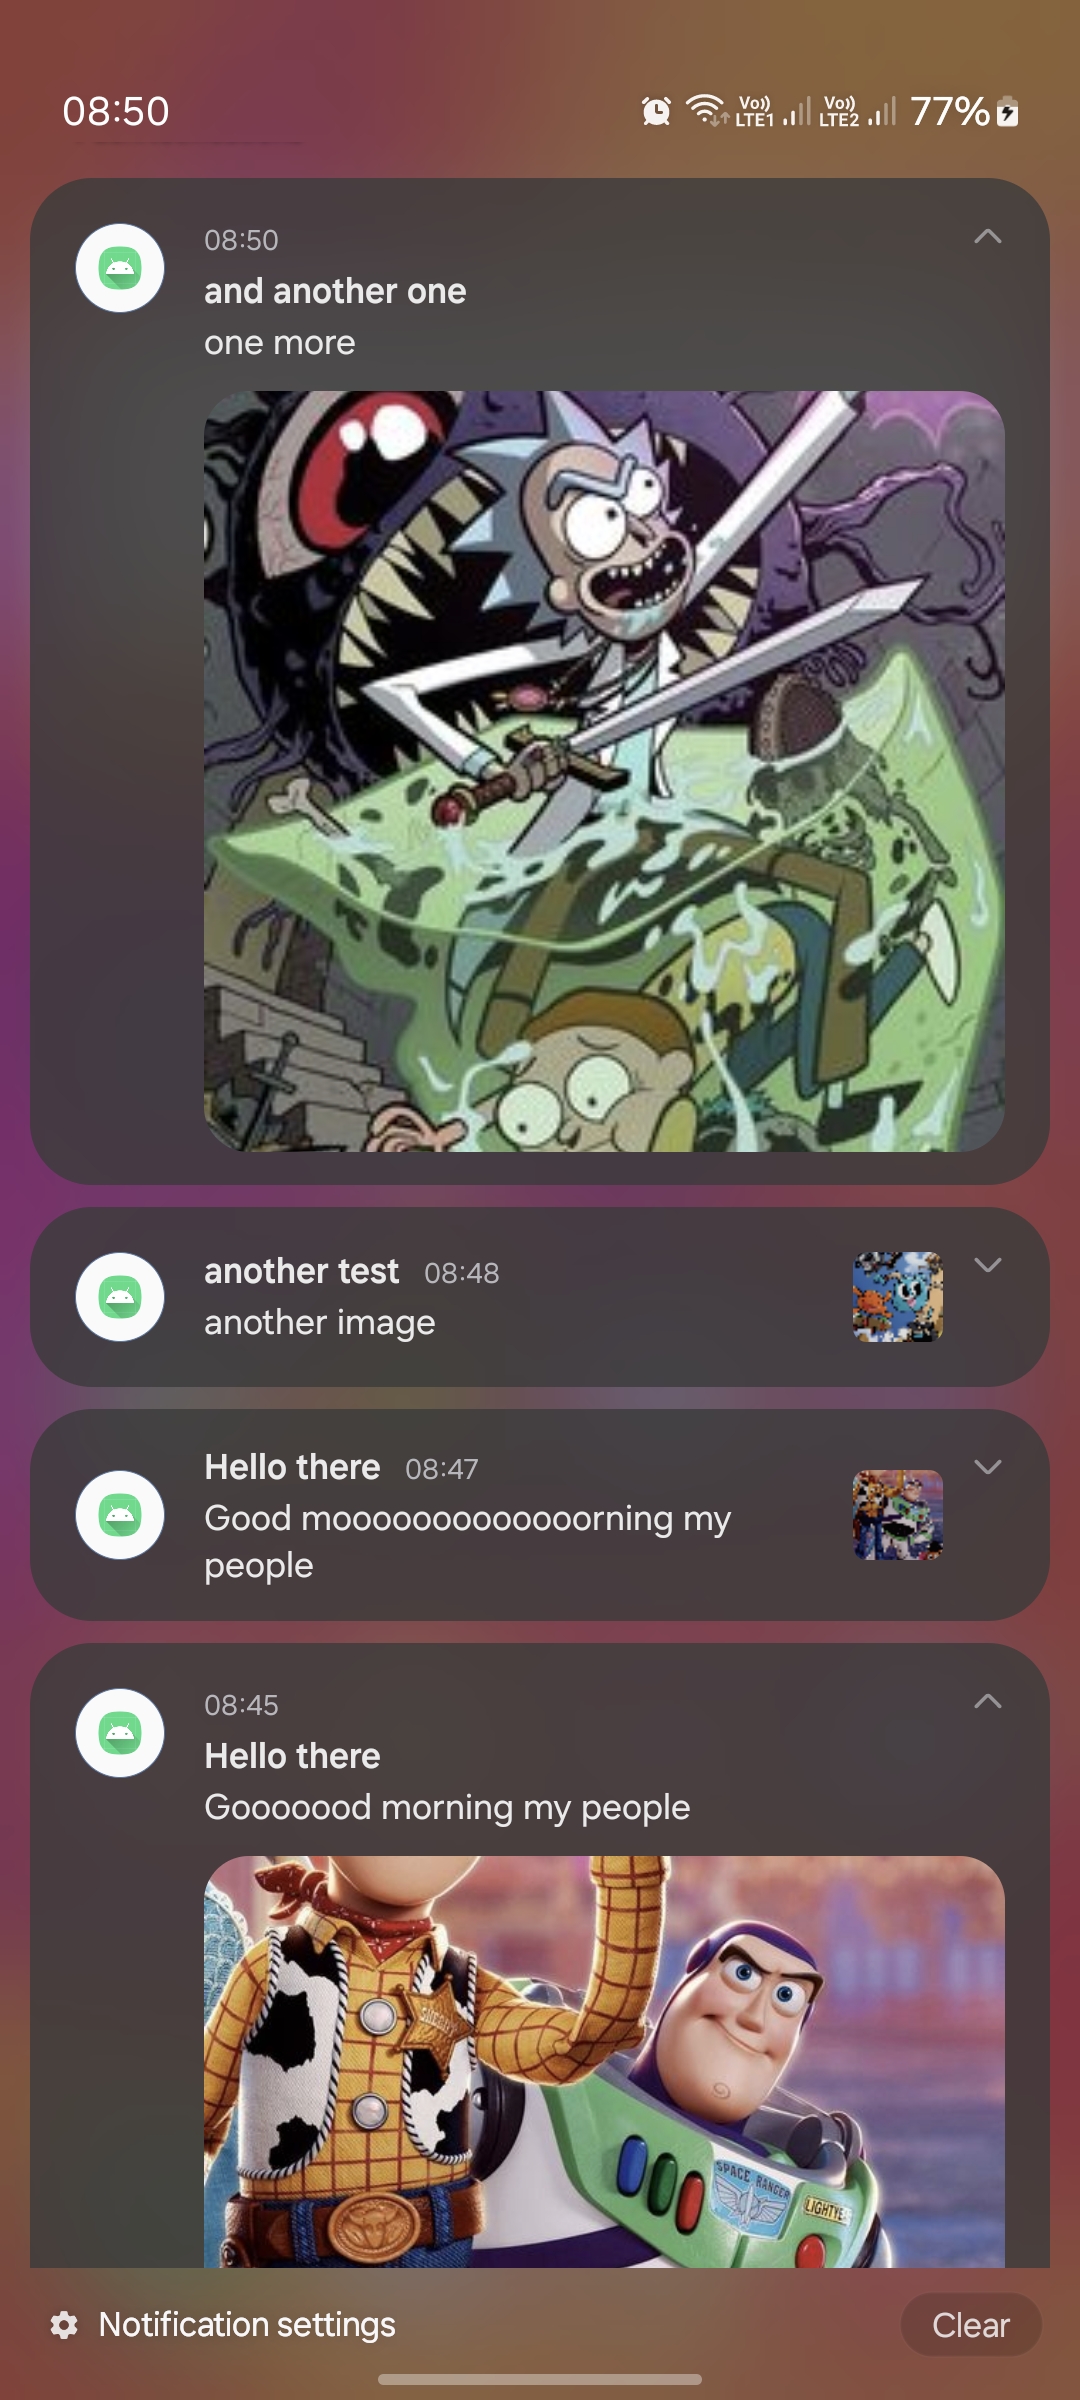 08:50 Vo)) LTE1 Vo)) LTE2 77%
08:50
and another one
one more
another test 08:48
another image
Hello there 08:47
Good mooooooooooooorning my
people
08:45
Hello there
Gooooood morning my people
SPACE RANGER
Notification settings
Clear